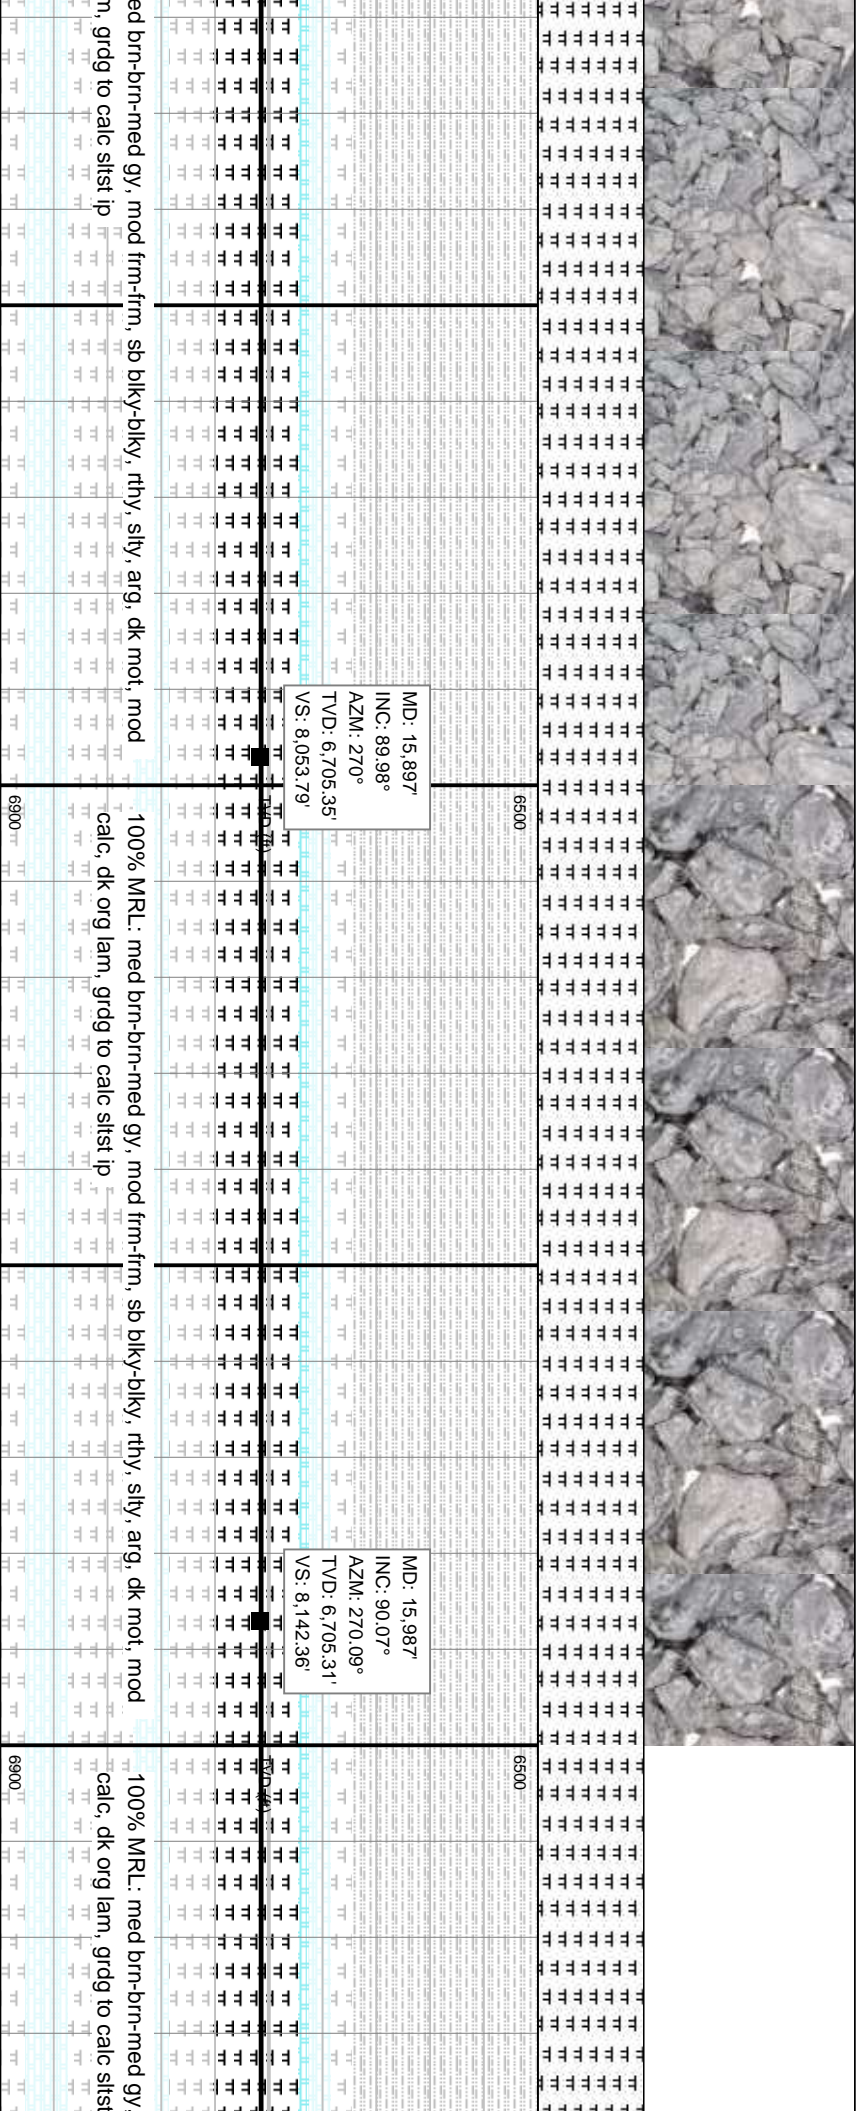 ed brn-brn-med gy, mod frm-frm, sb blky-blky, rthy, slty, arg, dk mot, mod
m, grdg to calc sltst ip
MD: 15,897'
INC: 89.98°
AZM: 270°
TVD: 6,705.35'
VS: 8,053.79'
6500
TVD (ft)
6900
100% MRL: med brn-brn-med gy, mod frm-frm, sb blky-blky, rthy, slty, arg, dk mot, mod
calc, dk org lam, grdg to calc sltst ip
MD: 15,987'
INC: 90.07°
AZM: 270.09°
TVD: 6,705.31'
VS: 8,142.36'
6500
TVD (ft)
6900
100% MRL: med brn-brn-med gy,
calc, dk org lam, grdg to calc sltst